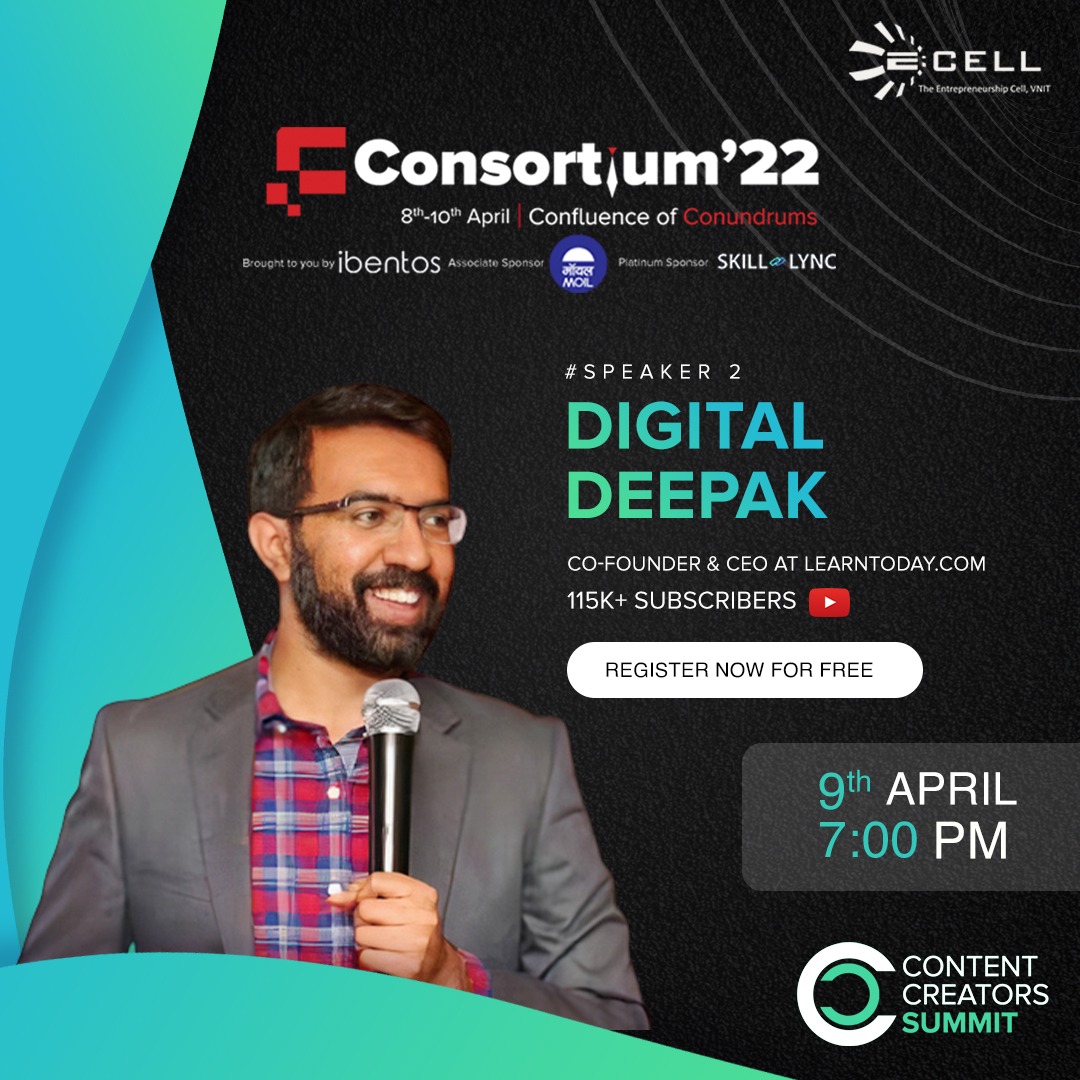 E-CELL
The Entrepreneurship Cell, VNIT
Consortium'22
8th-10th April | Confluence of Conundrums
Brought to you by ibentos Associate Sponsor मॉयल MOIL Platinum Sponsor SKILL LYNC
#SPEAKER 2
DIGITAL
DEEPAK
CO-FOUNDER & CEO AT LEARNTODAY.COM
115K+ SUBSCRIBERS
REGISTER NOW FOR FREE
9th APRIL
7:00 PM
CONTENT
CREATORS
SUMMIT